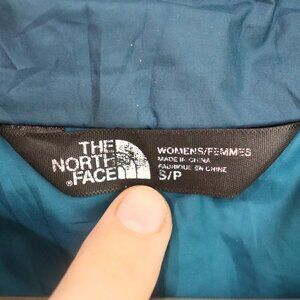 THE
NORTH
®FACE
WOMENS/FEMMES
MADE IN CHINA
FABRIQUÉ EN CHINE
S/P